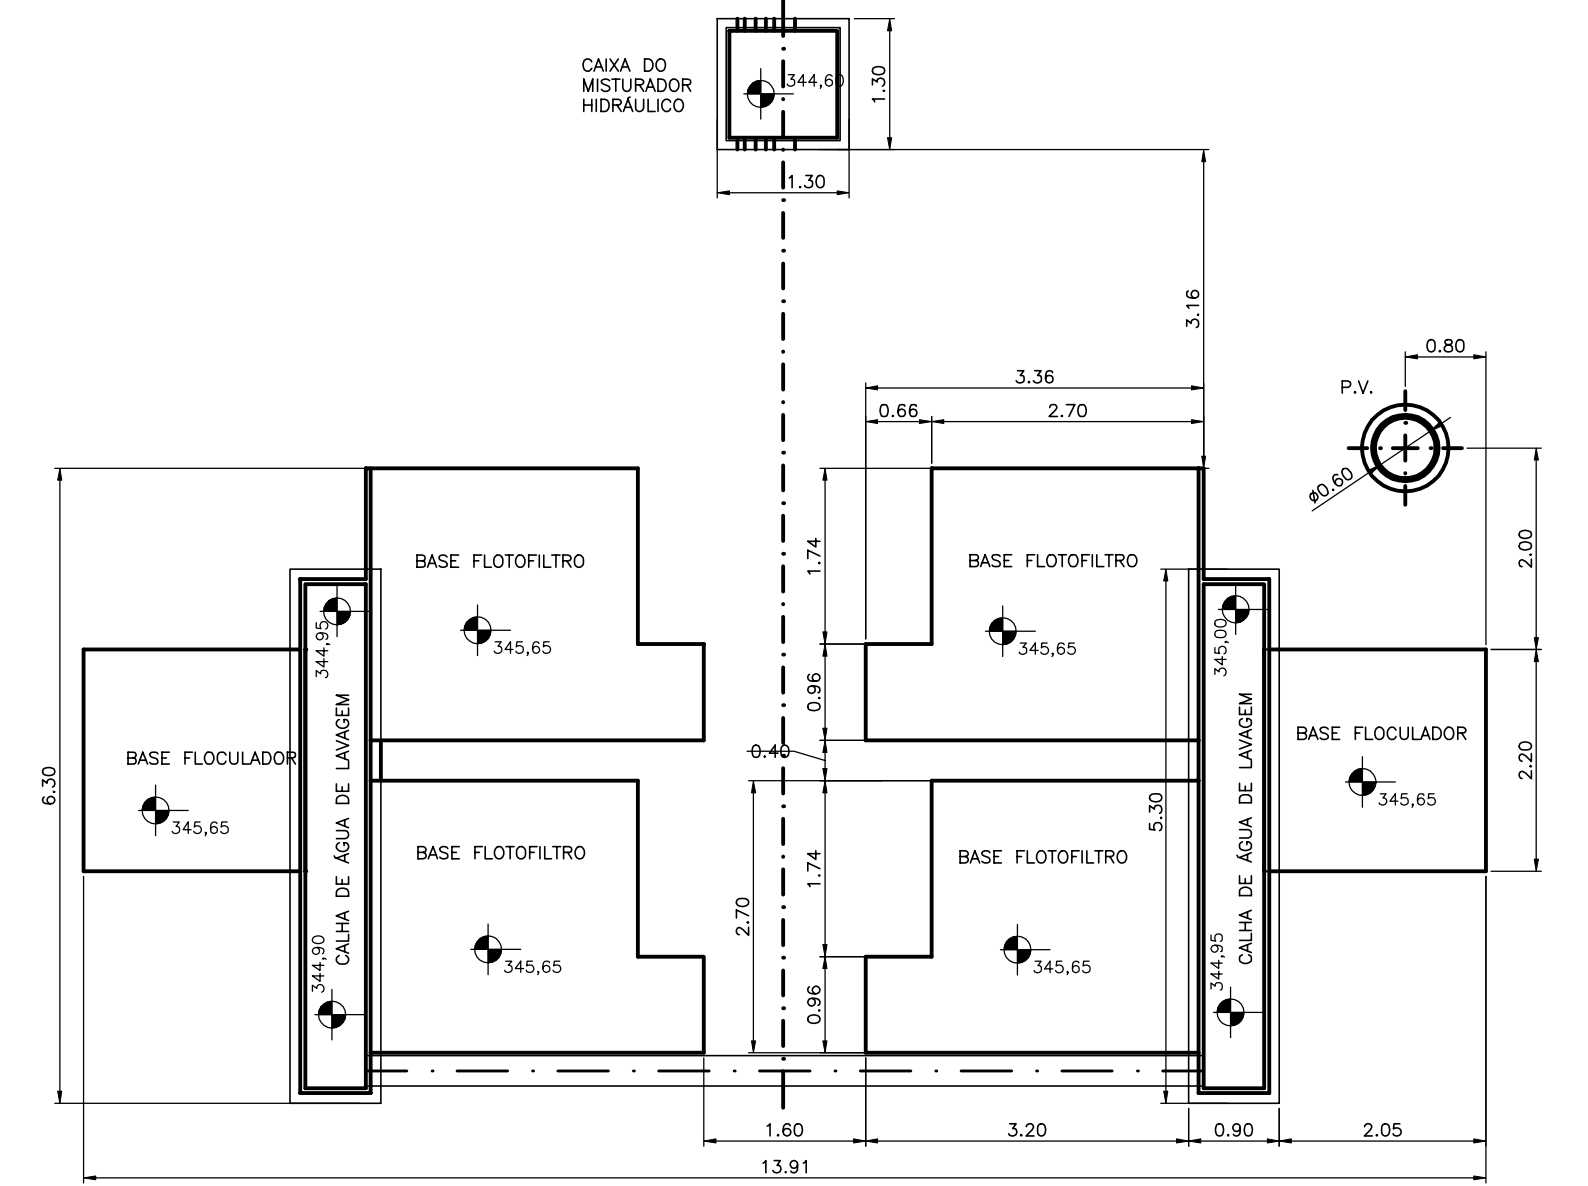 CAIXA DO
MISTURADOR
HIDRÁULICO
344,60
1.30
1.30
3.16
0.80
P.V.
3.36
0.66
2.70
ø0.60
2.00
BASE FLOTOFILTRO
345,65
1.74
BASE FLOTOFILTRO
345,65
344,95
345,00
0.96
BASE FLOCULADOR
345,65
CALHA DE ÁGUA DE LAVAGEM
CALHA DE ÁGUA DE LAVAGEM
BASE FLOCULADOR
345,65
2.20
0.40
6.30
5.30
BASE FLOTOFILTRO
345,65
1.74
2.70
BASE FLOTOFILTRO
345,65
344,90
344,95
0.96
1.60
3.20
0.90
2.05
13.91